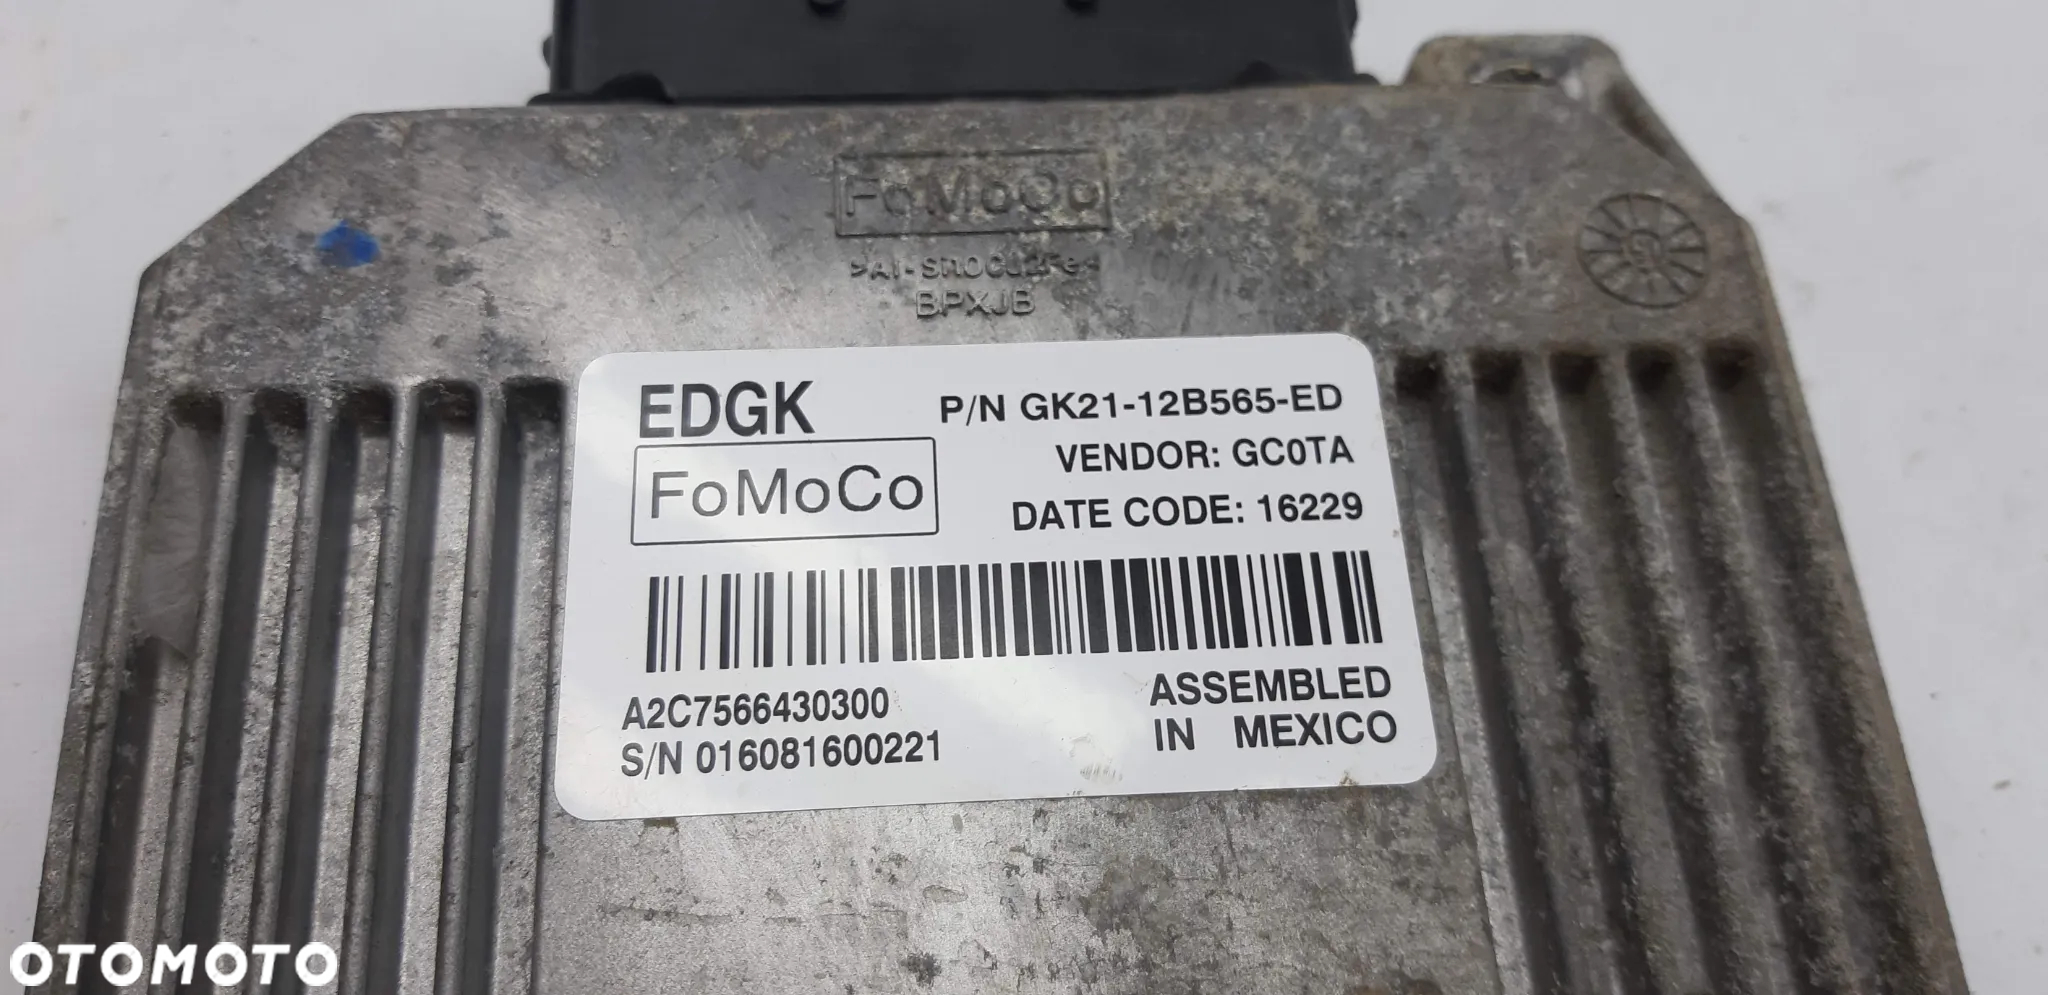 FoMoCo
BPXJB
EDGK
P/N GK21-12B565-ED
FoMoCo
VENDOR: GC0TA
DATE CODE: 16229
A2C7566430300
S/N 016081600221
ASSEMBLED
IN MEXICO
OTOMOTO